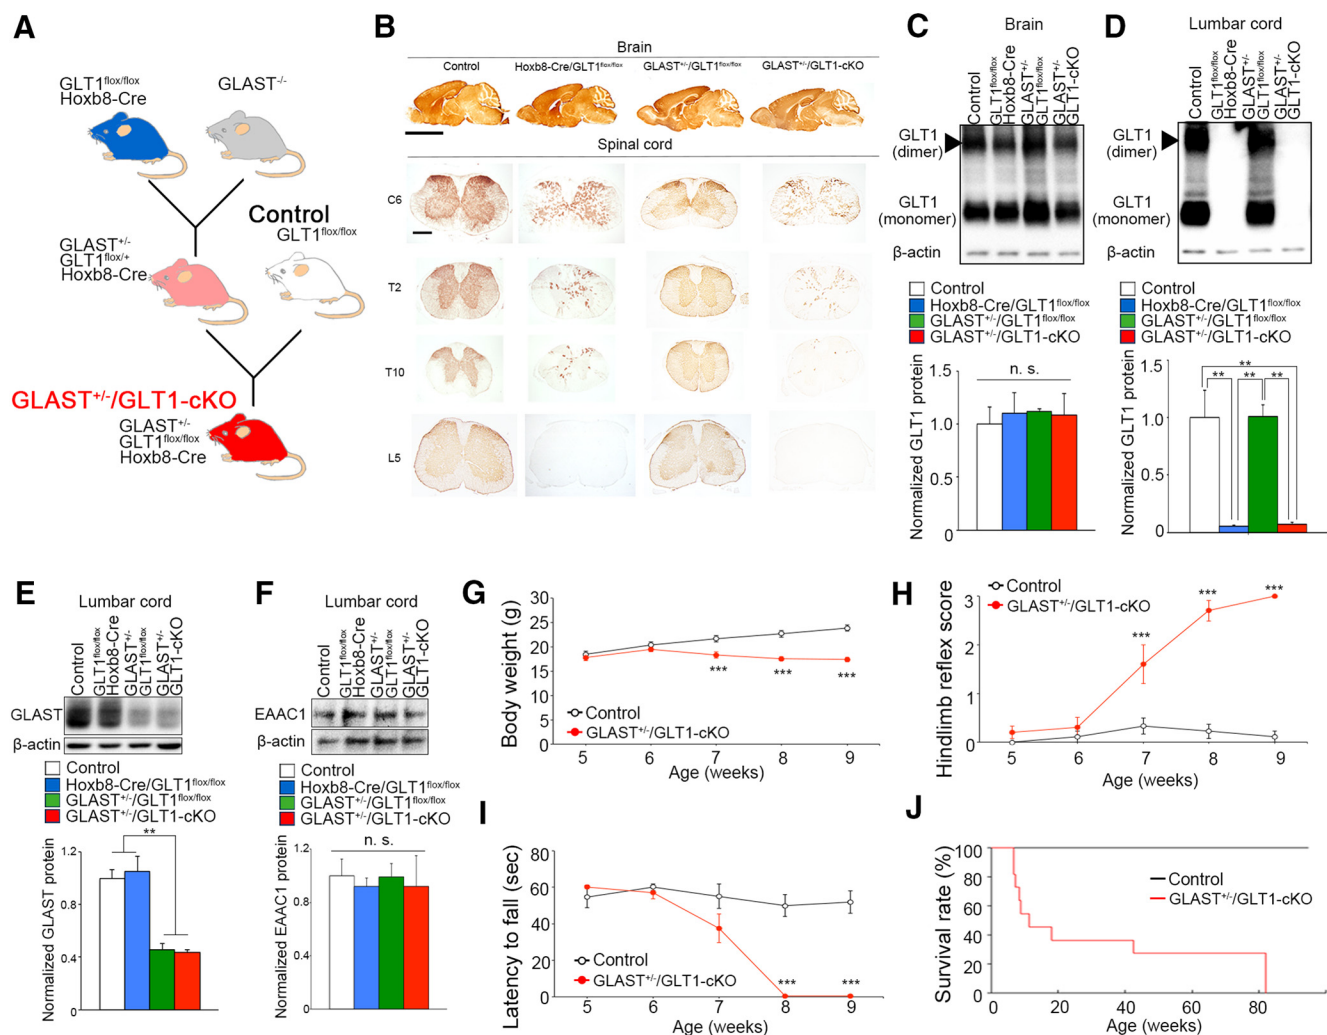 A
GLT1flox/flox
Hoxb8-Cre
GLAST-/-
Control
GLT1flox/flox
GLAST+/-
GLT1flox/+
Hoxb8-Cre
GLAST+/-/GLT1-cKO
GLAST+/-
GLT1flox/flox
Hoxb8-Cre
B
Brain
Control Hoxb8-Cre/GLT1flox/flox GLAST+/-/GLT1flox/flox GLAST+/-/GLT1-cKO
Spinal cord
C6
T2
T10
L5
C
Brain
Control
GLT1flox/flox
Hoxb8-Cre
GLAST+/-
GLT1flox/flox
GLAST+/-
GLT1-cKO
GLT1
(dimer)
GLT1
(monomer)
β-actin
Control
Hoxb8-Cre/GLT1flox/flox
GLAST+/-/GLT1flox/flox
GLAST+/-/GLT1-cKO
Normalized GLT1 protein
1.5
1.0
0.5
0
n. s.
D
Lumbar cord
Control
GLT1flox/flox
Hoxb8-Cre
GLAST+/-
GLT1flox/flox
GLAST+/-
GLT1-cKO
GLT1
(dimer)
GLT1
(monomer)
β-actin
Control
Hoxb8-Cre/GLT1flox/flox
GLAST+/-/GLT1flox/flox
GLAST+/-/GLT1-cKO
Normalized GLT1 protein
1.5
1.0
0.5
0
**
** ** **
E
Lumbar cord
Control
GLT1flox/flox
Hoxb8-Cre
GLAST+/-
GLT1flox/flox
GLAST+/-
GLT1-cKO
GLAST
β-actin
Control
Hoxb8-Cre/GLT1flox/flox
GLAST+/-/GLT1flox/flox
GLAST+/-/GLT1-cKO
Normalized GLAST protein
1.2
0.8
0.4
0
**
F
Lumbar cord
Control
GLT1flox/flox
Hoxb8-Cre
GLAST+/-
GLT1flox/flox
GLAST+/-
GLT1-cKO
EAAC1
β-actin
Control
Hoxb8-Cre/GLT1flox/flox
GLAST+/-/GLT1flox/flox
GLAST+/-/GLT1-cKO
Normalized EAAC1 protein
1.2
0.8
0.4
0
n. s.
G
Body weight (g)
30
25
20
15
10
5
0
*** *** ***
Control
GLAST+/-/GLT1-cKO
5 6 7 8 9
Age (weeks)
H
Control
GLAST+/-/GLT1-cKO
Hindlimb reflex score
3
2
1
0
*** *** ***
5 6 7 8 9
Age (weeks)
I
Latency to fall (sec)
80
60
40
20
0
Control
GLAST+/-/GLT1-cKO
*** ***
5 6 7 8 9
Age (weeks)
J
Survival rate (%)
100
80
60
40
20
0
Control
GLAST+/-/GLT1-cKO
0 20 40 60 80
Age (weeks)